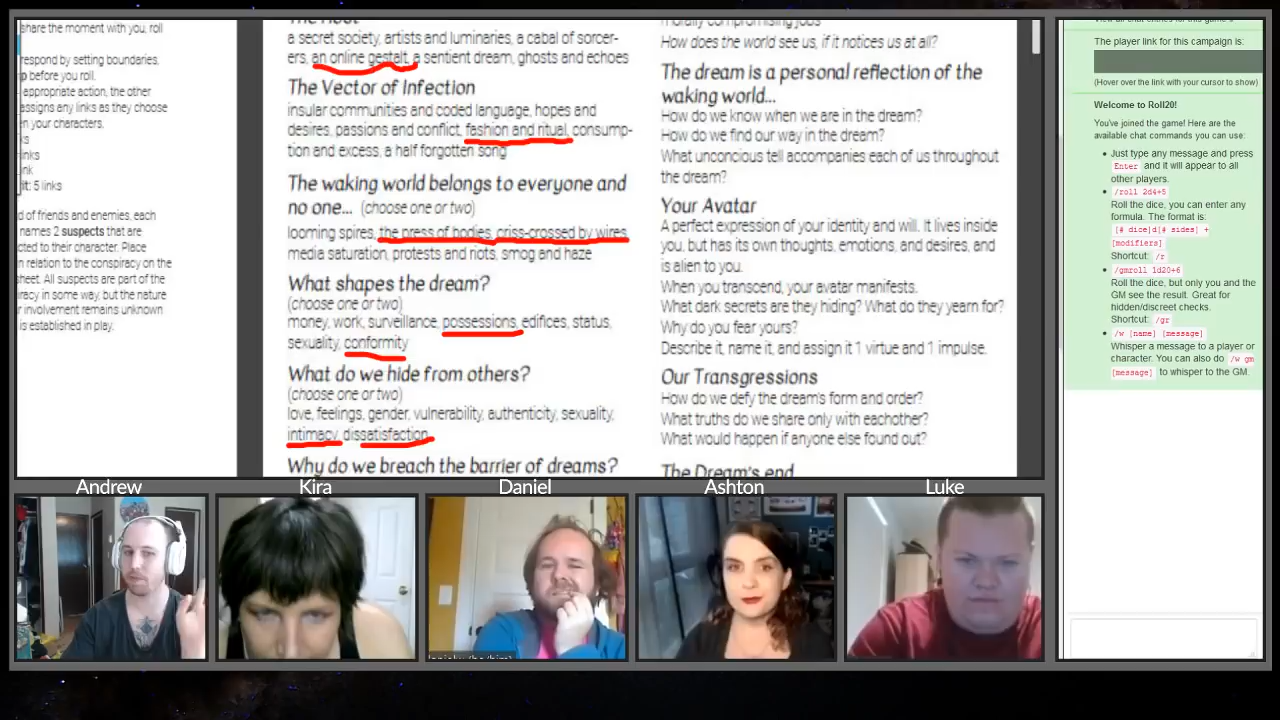 share the moment with you, roll
respond by setting boundaries,
before you roll.
appropriate action, the other
assigns any links as they choose
your characters.
links
5 links
d of friends and enemies, each
names 2 suspects that are
cted to their character. Place
in relation to the conspiracy on the
sheet. All suspects are part of the
iracy in some way, but the nature
r involvement remains unknown
is established in play.
a secret society, artists and luminaries, a cabal of sorcer-
ers, an online gestalt, a sentient dream, ghosts and echoes
The Vector of Infection
insular communities and coded language, hopes and
desires, passions and conflict, fashion and ritual, consump-
tion and excess, a half forgotten song
The waking world belongs to everyone and
no one... (choose one or two)
looming spires, the press of bodies, criss-crossed by wires,
media saturation, protests and riots, smog and haze
What shapes the dream?
(choose one or two)
money, work, surveillance, possessions, edifices, status,
sexuality, conformity
What do we hide from others?
(choose one or two)
love, feelings, gender, vulnerability, authenticity, sexuality,
intimacy, dissatisfaction
Why do we breach the barrier of dreams?
morally compromising jobs
How does the world see us, if it notices us at all?
The dream is a personal reflection of the
waking world...
How do we know when we are in the dream?
How do we find our way in the dream?
What unconcious tell accompanies each of us throughout
the dream?
Your Avatar
A perfect expression of your identity and will. It lives inside
you, but has its own thoughts, emotions, and desires, and
is alien to you.
When you transcend, your avatar manifests.
What dark secrets are they hiding? What do they yearn for?
Why do you fear yours?
Describe it, name it, and assign it 1 virtue and 1 impulse.
Our Transgressions
How do we defy the dream's form and order?
What truths do we share only with eachother?
What would happen if anyone else found out?
The Dream's end
The player link for this campaign is:
(Hover over the link with your cursor to show)
Welcome to Roll20!
You've joined the game! Here are the
available chat commands you can use:
Just type any message and press
Enter and it will appear to all
other players.
/roll 2d4+5
Roll the dice, you can enter any
formula. The format is:
[# dice]d[# sides] +
[modifiers]
Shortcut: /r
/gmroll 1d20+6
Roll the dice, but only you and the
GM see the result. Great for
hidden/discreet checks.
Shortcut: /gr
/w [name] [message]
Whisper a message to a player or
character. You can also do /w gm
[message] to whisper to the GM.
Andrew
Kira
Daniel
Ashton
Luke